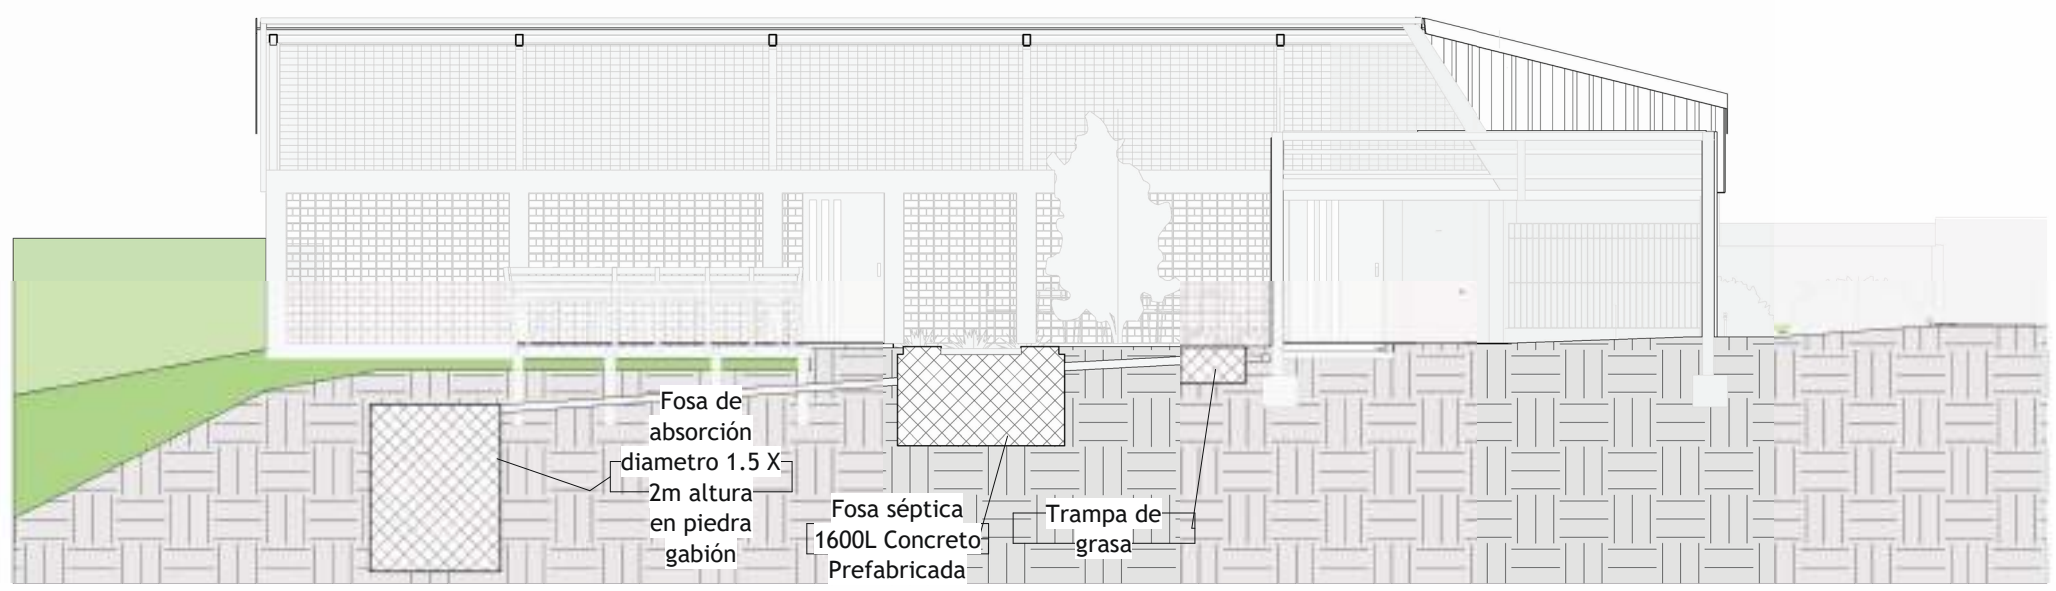 Fosa de
absorción
diametro 1.5 X
2m altura
en piedra
gabión
Fosa séptica
1600L Concreto
Prefabricada
Trampa de
grasa